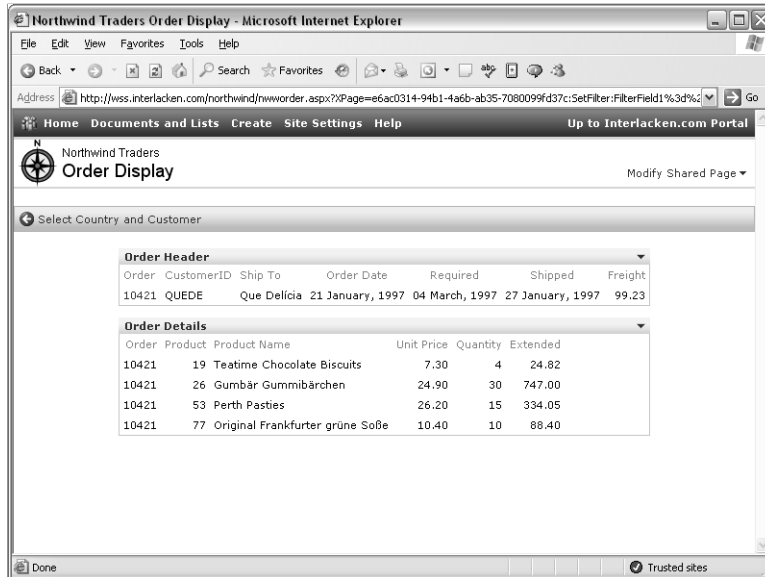 Northwind Traders Order Display - Microsoft Internet Explorer
File Edit View Favorites Tools Help
Back Search Favorites
Address http://wss.interlacken.com/northwind/nwworder.aspx?XPage=e6ac0314-94b1-4a6b-ab35-7080099fd37c:SetFilter:FilterField1%3d%2 Go
Home Documents and Lists Create Site Settings Help Up to Interlacken.com Portal
N
Northwind Traders
Order Display
Modify Shared Page
Select Country and Customer
Order Header
Order CustomerID Ship To Order Date Required Shipped Freight
10421 QUEDE Que Delícia 21 January, 1997 04 March, 1997 27 January, 1997 99.23
Order Details
Order Product Product Name Unit Price Quantity Extended
10421 19 Teatime Chocolate Biscuits 7.30 4 24.82
10421 26 Gumbär Gummibärchen 24.90 30 747.00
10421 53 Perth Pasties 26.20 15 334.05
10421 77 Original Frankfurter grüne Soße 10.40 10 88.40
Done Trusted sites